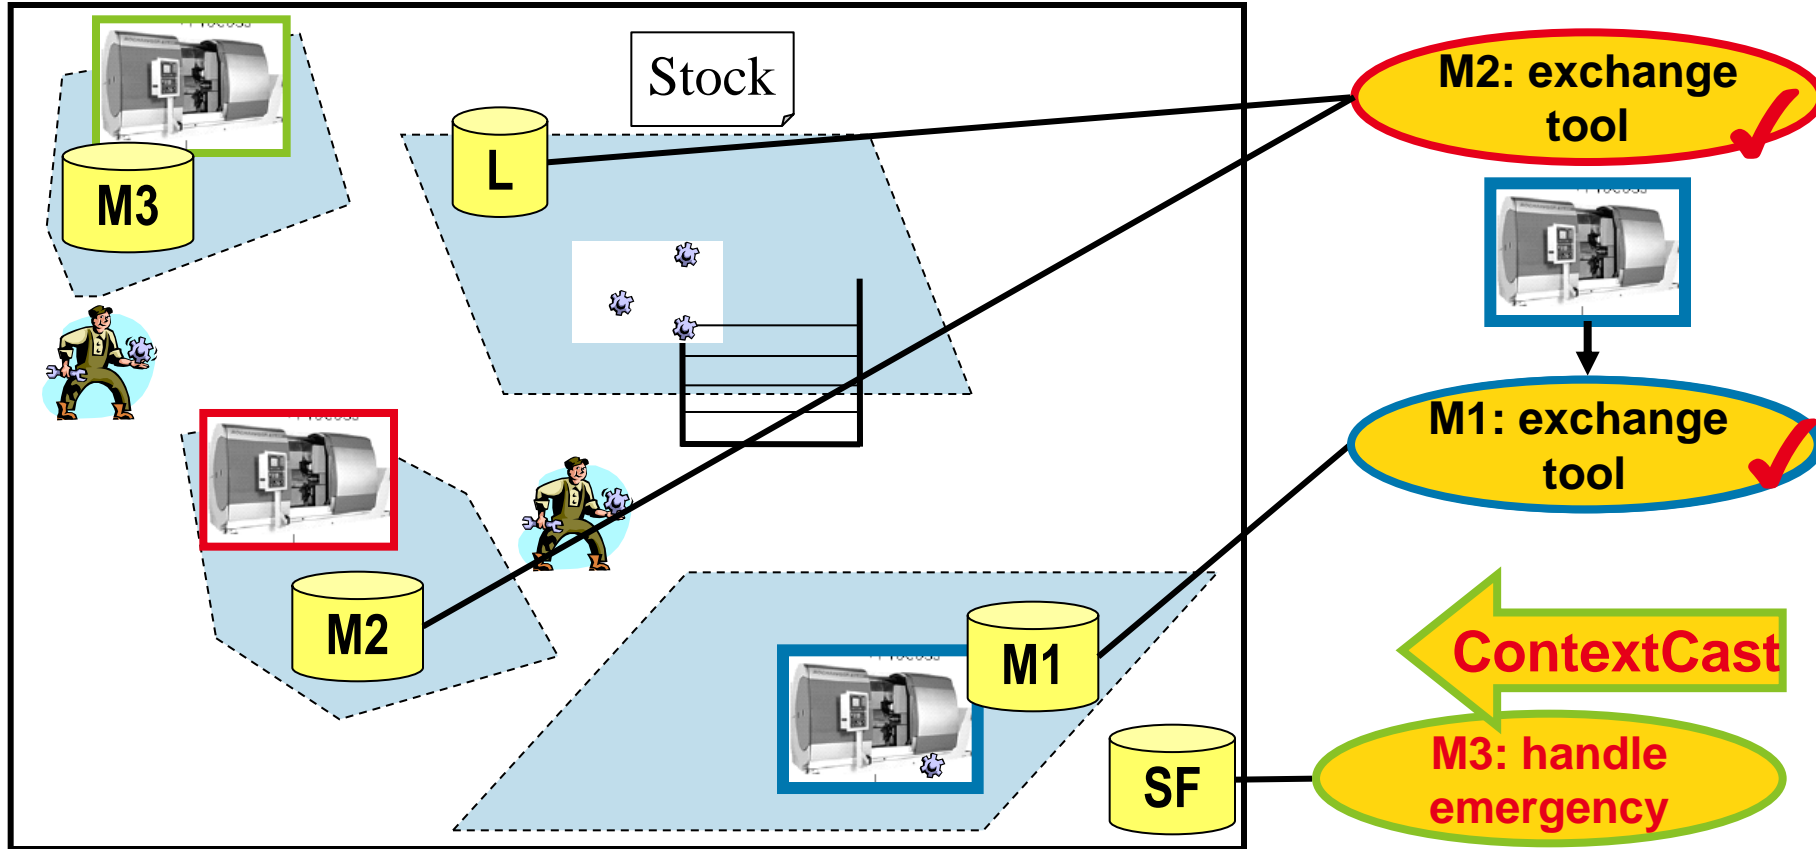 Stock
L
M3
M2
M1
SF
M2: exchange
tool
M1: exchange
tool
ContextCast
M3: handle
emergency